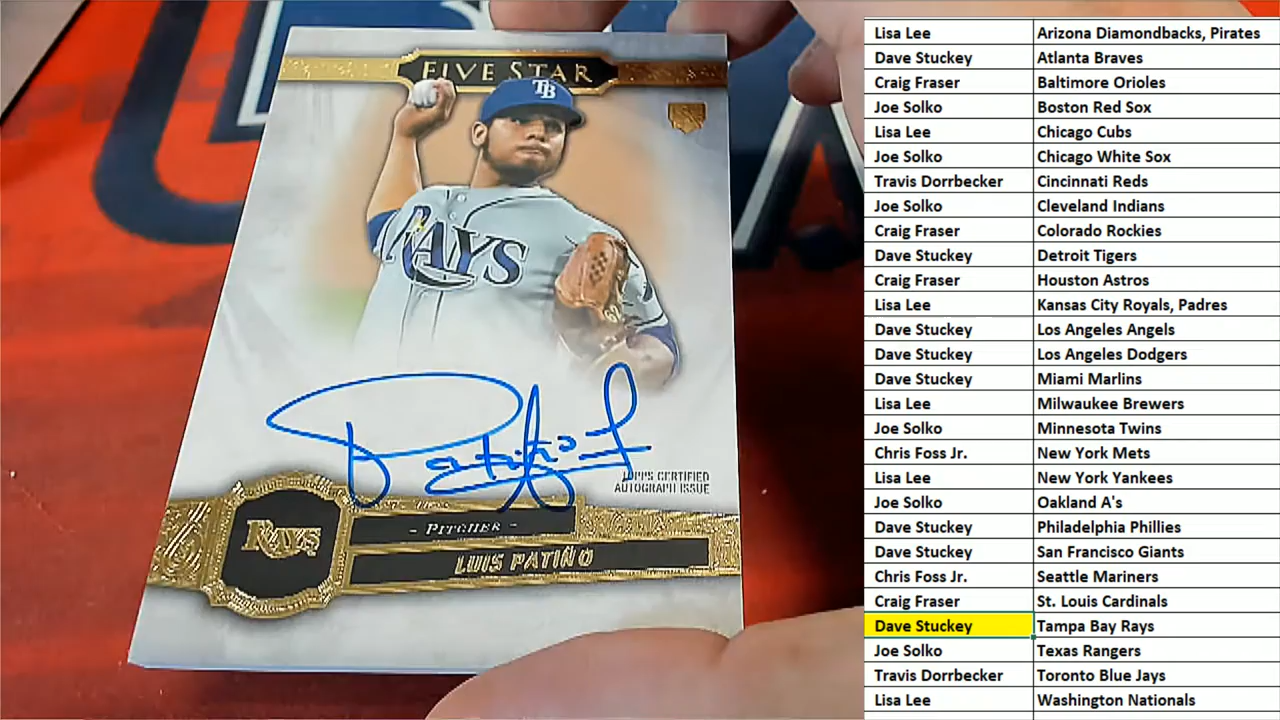 FIVE STAR
TB
RAYS
Patiño L
TOPPS CERTIFIED
AUTOGRAPH ISSUE
- PITCHER -
RAYS
LUIS PATIÑO
Lisa Lee Arizona Diamondbacks, Pirates
Dave Stuckey Atlanta Braves
Craig Fraser Baltimore Orioles
Joe Solko Boston Red Sox
Lisa Lee Chicago Cubs
Joe Solko Chicago White Sox
Travis Dorrbecker Cincinnati Reds
Joe Solko Cleveland Indians
Craig Fraser Colorado Rockies
Dave Stuckey Detroit Tigers
Craig Fraser Houston Astros
Lisa Lee Kansas City Royals, Padres
Dave Stuckey Los Angeles Angels
Dave Stuckey Los Angeles Dodgers
Dave Stuckey Miami Marlins
Lisa Lee Milwaukee Brewers
Joe Solko Minnesota Twins
Chris Foss Jr. New York Mets
Lisa Lee New York Yankees
Joe Solko Oakland A's
Dave Stuckey Philadelphia Phillies
Dave Stuckey San Francisco Giants
Chris Foss Jr. Seattle Mariners
Craig Fraser St. Louis Cardinals
Dave Stuckey Tampa Bay Rays
Joe Solko Texas Rangers
Travis Dorrbecker Toronto Blue Jays
Lisa Lee Washington Nationals